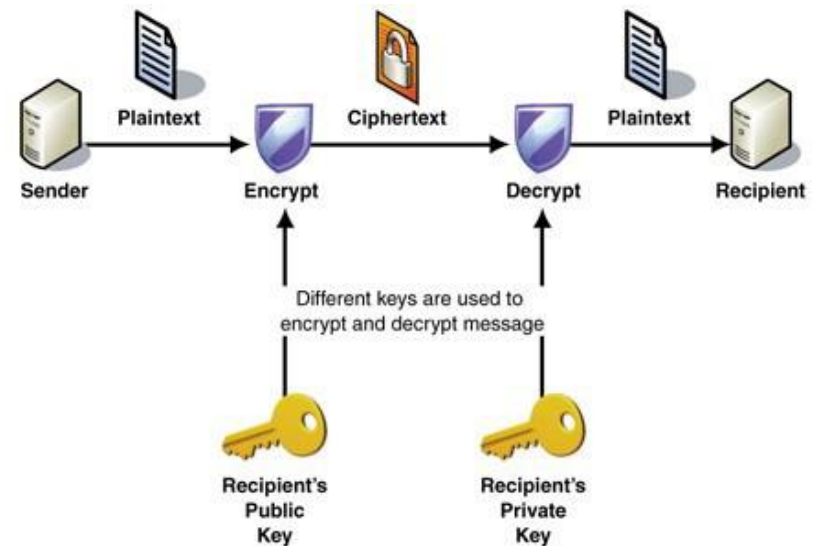 Plaintext
Ciphertext
Plaintext
Sender
Encrypt
Decrypt
Recipient
Different keys are used to
encrypt and decrypt message
Recipient's
Public
Key
Recipient's
Private
Key